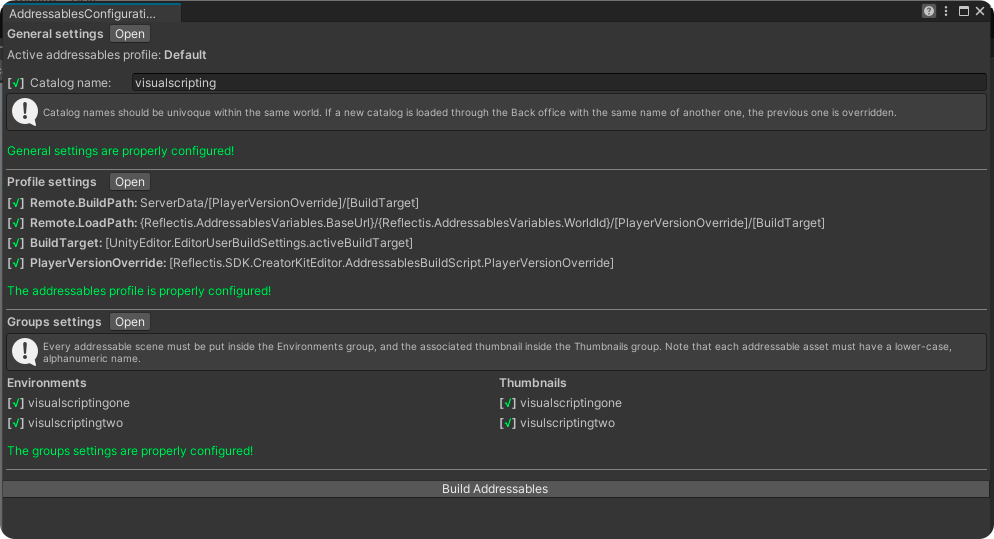 AddressablesConfigurati...
General settings Open
Active addressables profile: Default
[√] Catalog name: visualscripting
Catalog names should be univoque within the same world. If a new catalog is loaded through the Back office with the same name of another one, the previous one is overridden.
General settings are properly configured!
Profile settings Open
[√] Remote.BuildPath: ServerData/[PlayerVersionOverride]/[BuildTarget]
[√] Remote.LoadPath: {Reflectis.AddressablesVariables.BaseUrl}/{Reflectis.AddressablesVariables.WorldId}/[PlayerVersionOverride]/[BuildTarget]
[√] BuildTarget: [UnityEditor.EditorUserBuildSettings.activeBuildTarget]
[√] PlayerVersionOverride: [Reflectis.SDK.CreatorKitEditor.AddressablesBuildScript.PlayerVersionOverride]
The addressables profile is properly configured!
Groups settings Open
Every addressable scene must be put inside the Environments group, and the associated thumbnail inside the Thumbnails group. Note that each addressable asset must have a lower-case,
alphanumeric name.
Environments Thumbnails
[√] visualscriptingone [√] visualscriptingone
[√] visulscriptingtwo [√] visulscriptingtwo
The groups settings are properly configured!
Build Addressables